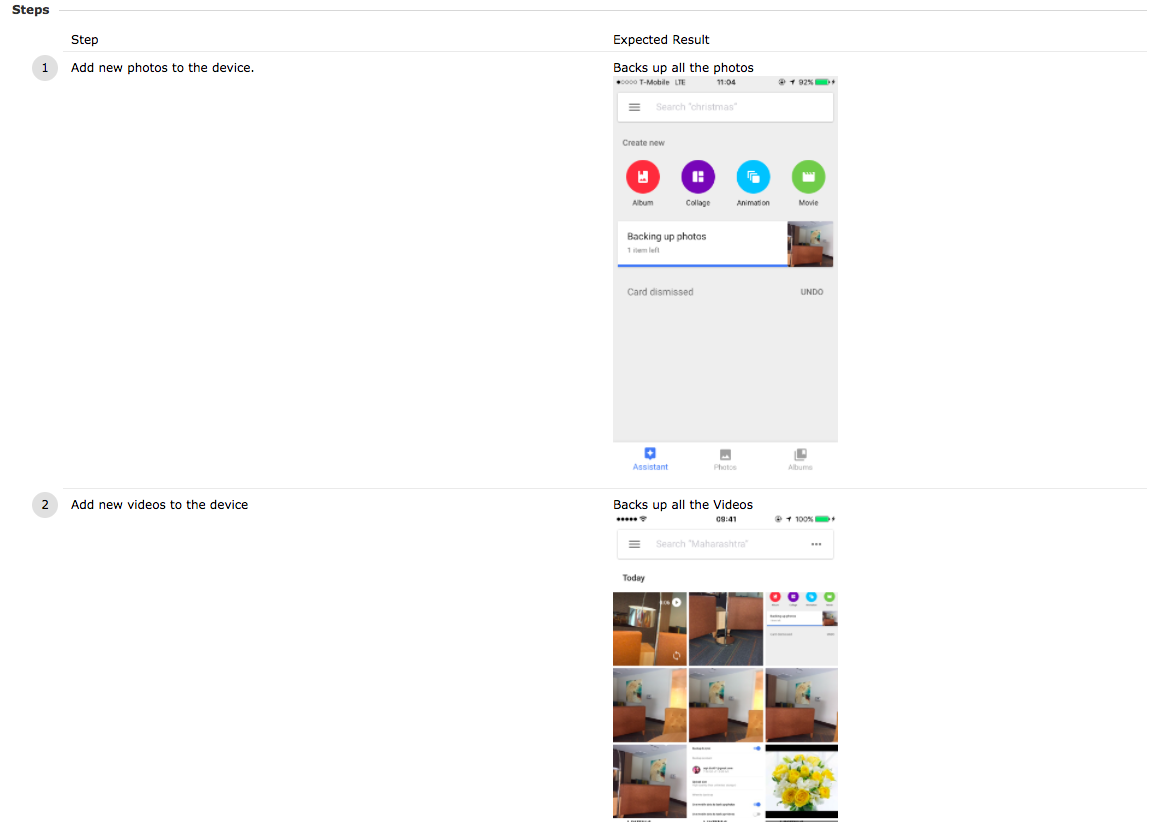 Steps
Step Expected Result
1 Add new photos to the device. Backs up all the photos
T-Mobile LTE 11:04 92%
Search "christmas"
Create new
Album Collage Animation Movie
Backing up photos
1 item left
Card dismissed UNDO
Assistant Photos Albums
2 Add new videos to the device Backs up all the Videos
09:41 100%
Search "Maharashtra"
Today
Backing up photos